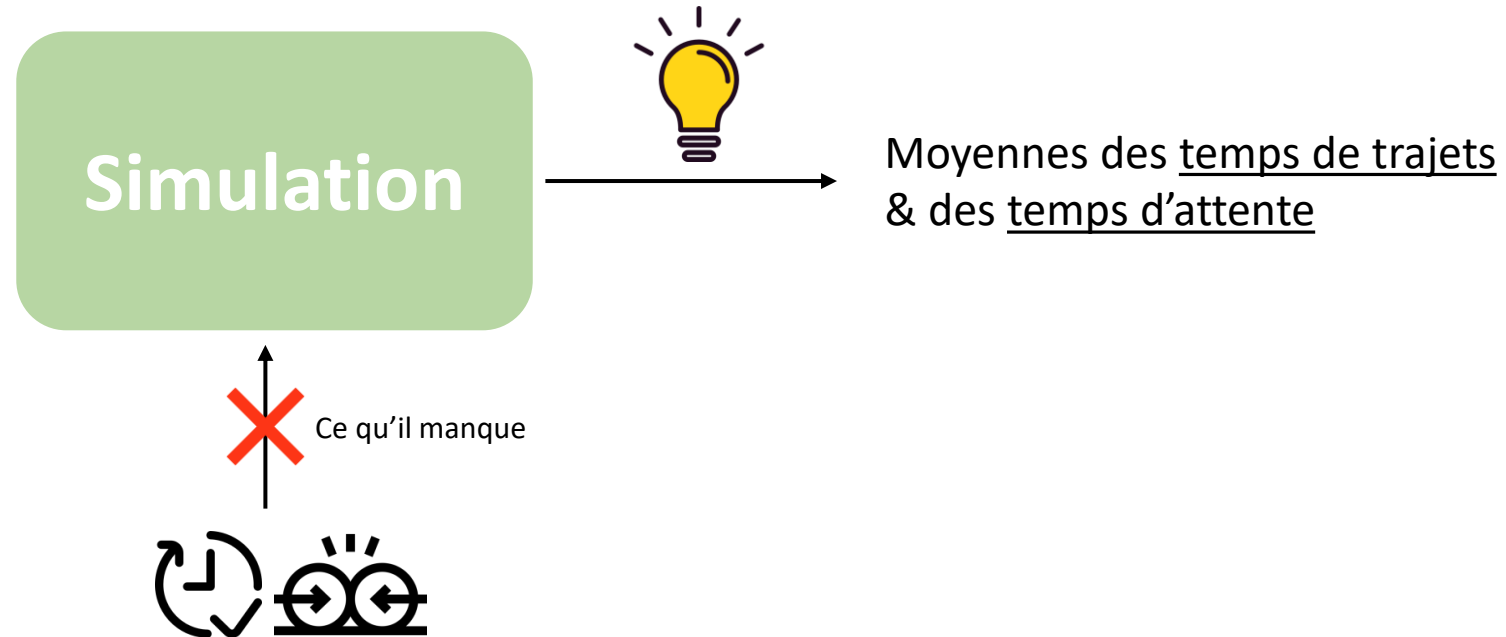 Simulation
Moyennes des temps de trajets
& des temps d’attente
Ce qu’il manque